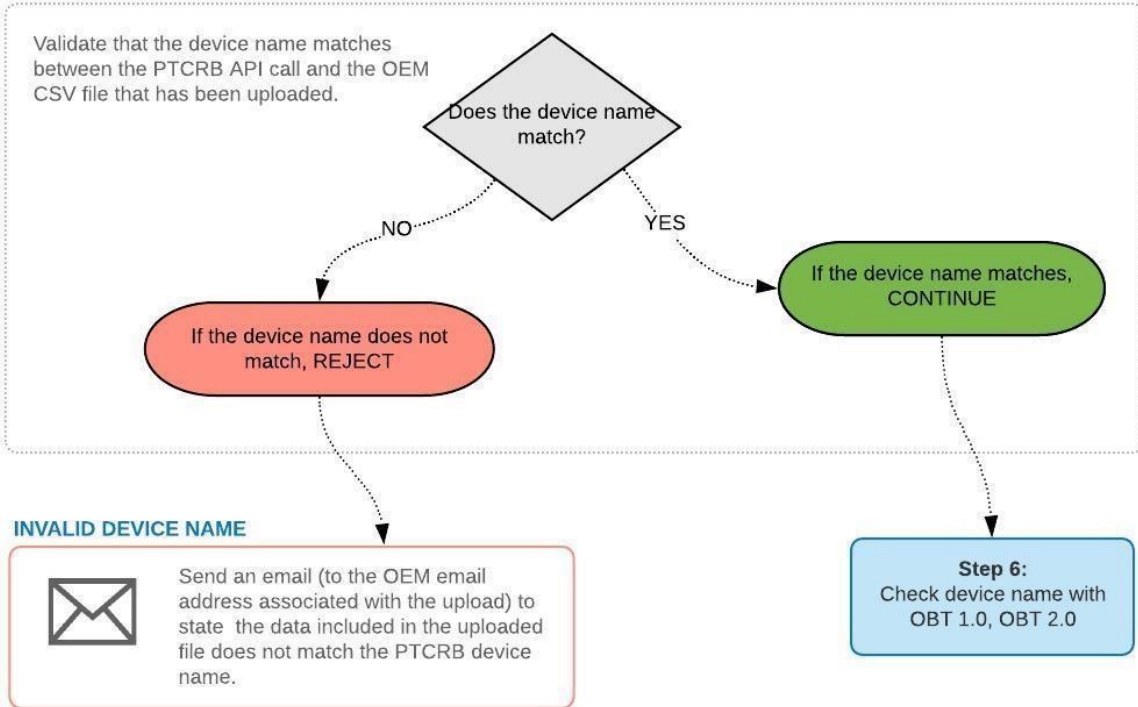 Validate that the device name matches
between the PTCRB API call and the OEM
CSV file that has been uploaded.
Does the device name
match?
NO
YES
If the device name matches,
CONTINUE
If the device name does not
match, REJECT
INVALID DEVICE NAME
Send an email (to the OEM email
address associated with the upload) to
state the data included in the uploaded
file does not match the PTCRB device
name.
Step 6:
Check device name with
OBT 1.0, OBT 2.0